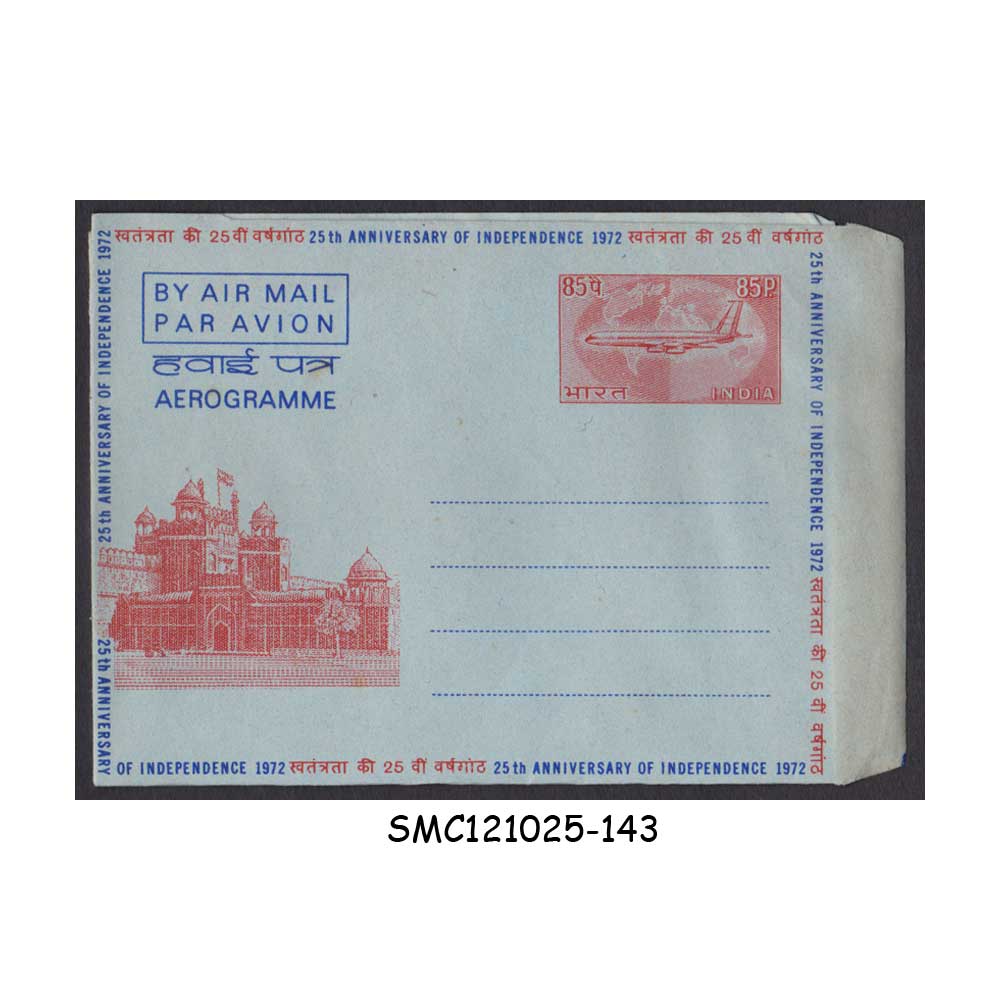 स्वतंत्रता की 25 वीं वर्षगांठ 25th ANNIVERSARY OF INDEPENDENCE 1972 स्वतंत्रता की 25 वीं वर्षगांठ
25th ANNIVERSARY OF INDEPENDENCE 1972
25th ANNIVERSARY OF INDEPENDENCE 1972 स्वतंत्रता की 25 वीं वर्षगांठ
BY AIR MAIL
PAR AVION
हवाई पत्र
AEROGRAMME
85पै. 85P.
भारत INDIA
25th ANNIVERSARY
OF INDEPENDENCE 1972 स्वतंत्रता की 25 वीं वर्षगांठ 25th ANNIVERSARY OF INDEPENDENCE 1972
SMC121025-143